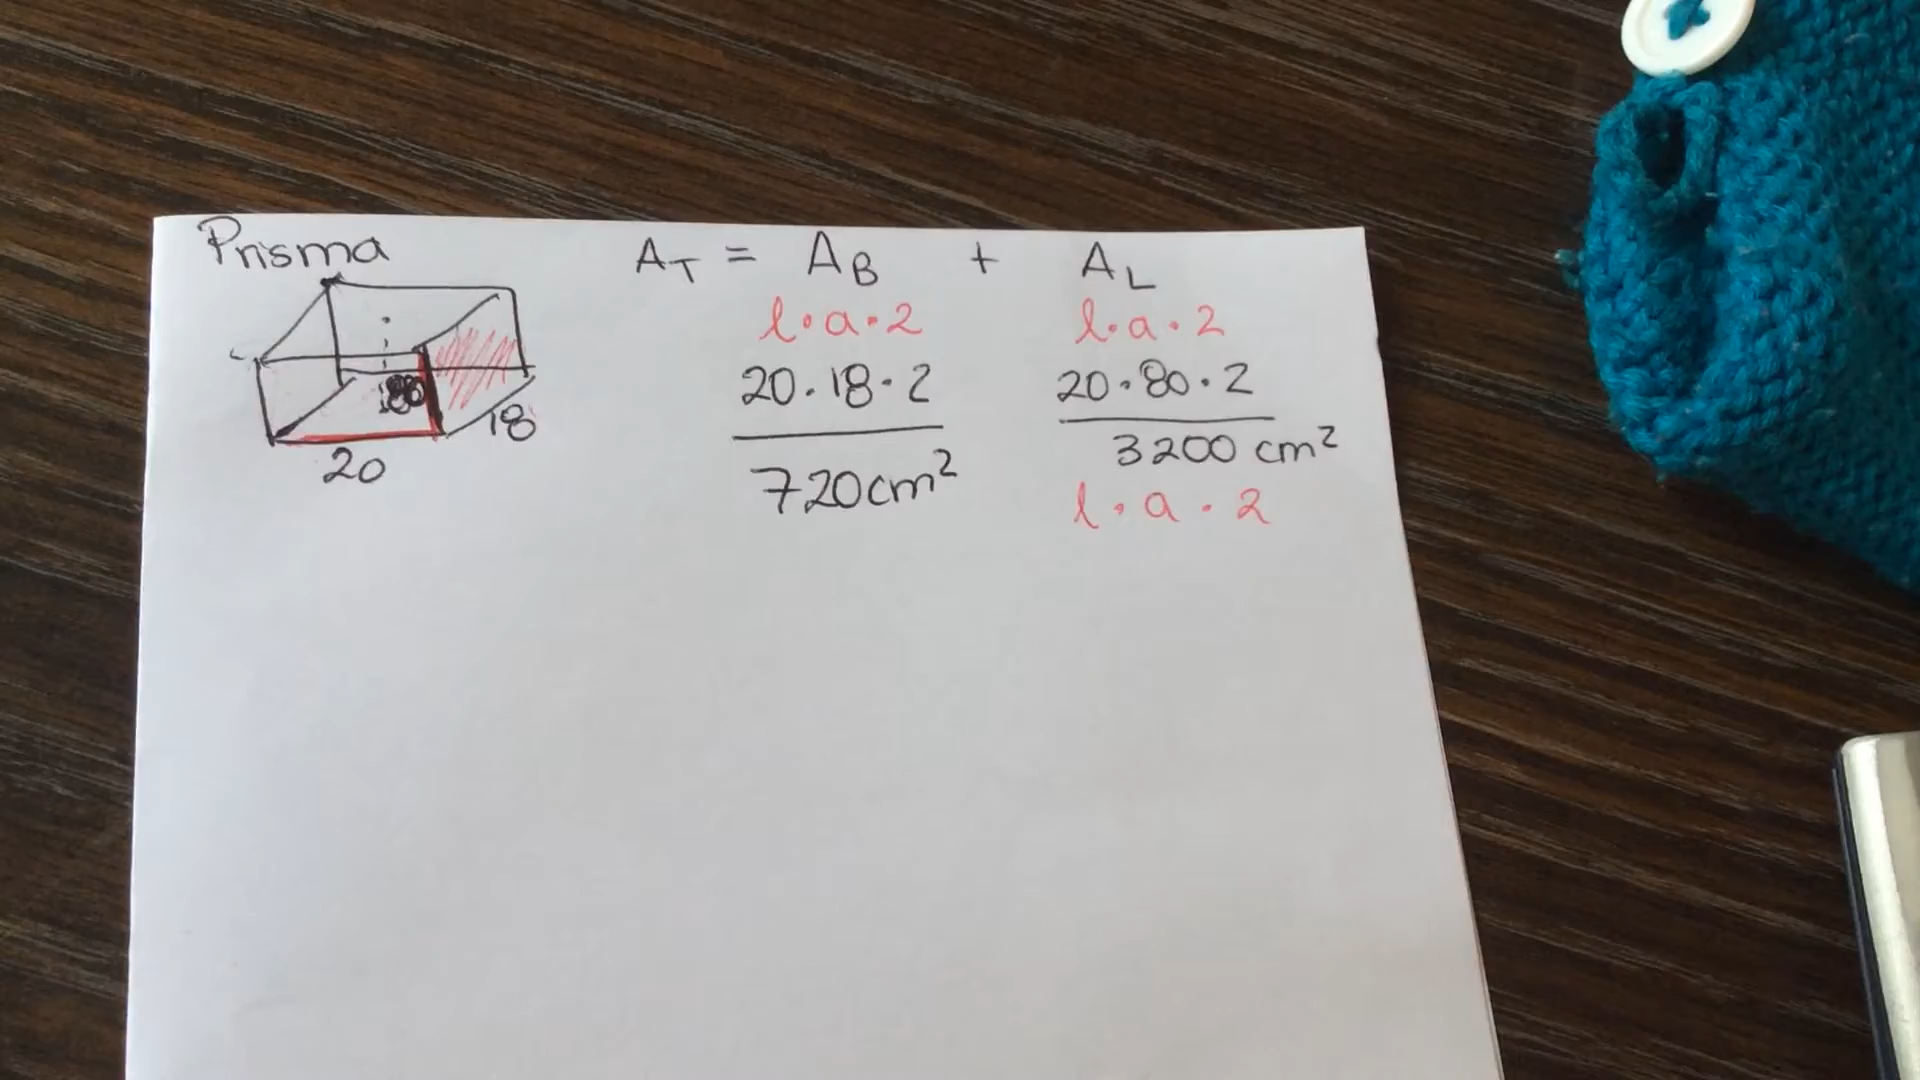 Prisma
A_T = A_B + A_L
l·a·2 l·a·2
20·18·2 20·80·2
720cm² 3200 cm²
l·a·2
80
18
20